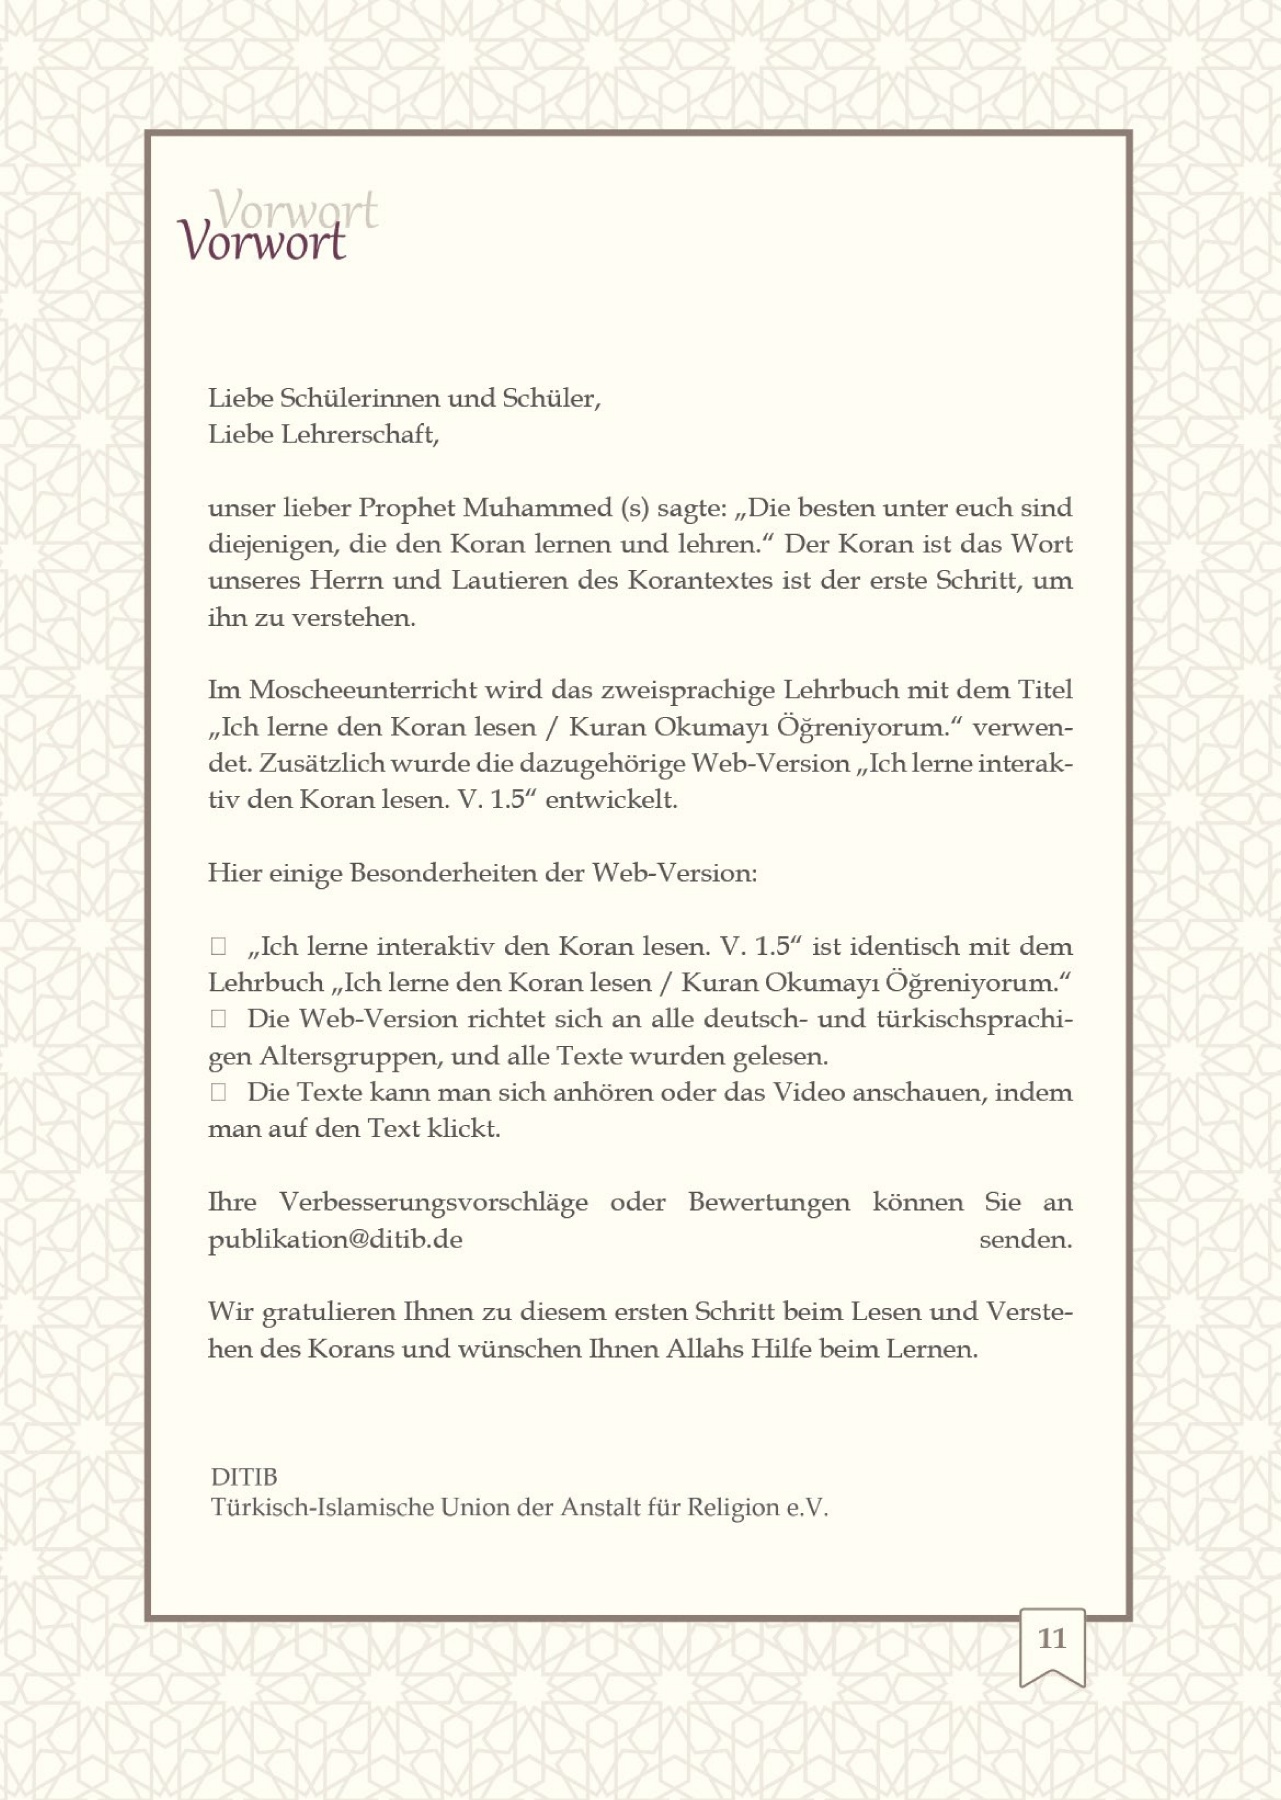 Vorwort
Vorwort
Liebe Schülerinnen und Schüler,
Liebe Lehrerschaft,
unser lieber Prophet Muhammed (s) sagte: „Die besten unter euch sind
diejenigen, die den Koran lernen und lehren.“ Der Koran ist das Wort
unseres Herrn und Lautieren des Korantextes ist der erste Schritt, um
ihn zu verstehen.
Im Moscheeunterricht wird das zweisprachige Lehrbuch mit dem Titel
„Ich lerne den Koran lesen / Kuran Okumayı Öğreniyorum.“ verwen-
det. Zusätzlich wurde die dazugehörige Web-Version „Ich lerne interak-
tiv den Koran lesen. V. 1.5“ entwickelt.
Hier einige Besonderheiten der Web-Version:
□ „Ich lerne interaktiv den Koran lesen. V. 1.5“ ist identisch mit dem
Lehrbuch „Ich lerne den Koran lesen / Kuran Okumayı Öğreniyorum.“
□ Die Web-Version richtet sich an alle deutsch- und türkischsprachi-
gen Altersgruppen, und alle Texte wurden gelesen.
□ Die Texte kann man sich anhören oder das Video anschauen, indem
man auf den Text klickt.
Ihre Verbesserungsvorschläge oder Bewertungen können Sie an
publikation@ditib.de senden.
Wir gratulieren Ihnen zu diesem ersten Schritt beim Lesen und Verste-
hen des Korans und wünschen Ihnen Allahs Hilfe beim Lernen.
DITIB
Türkisch-Islamische Union der Anstalt für Religion e.V.
11